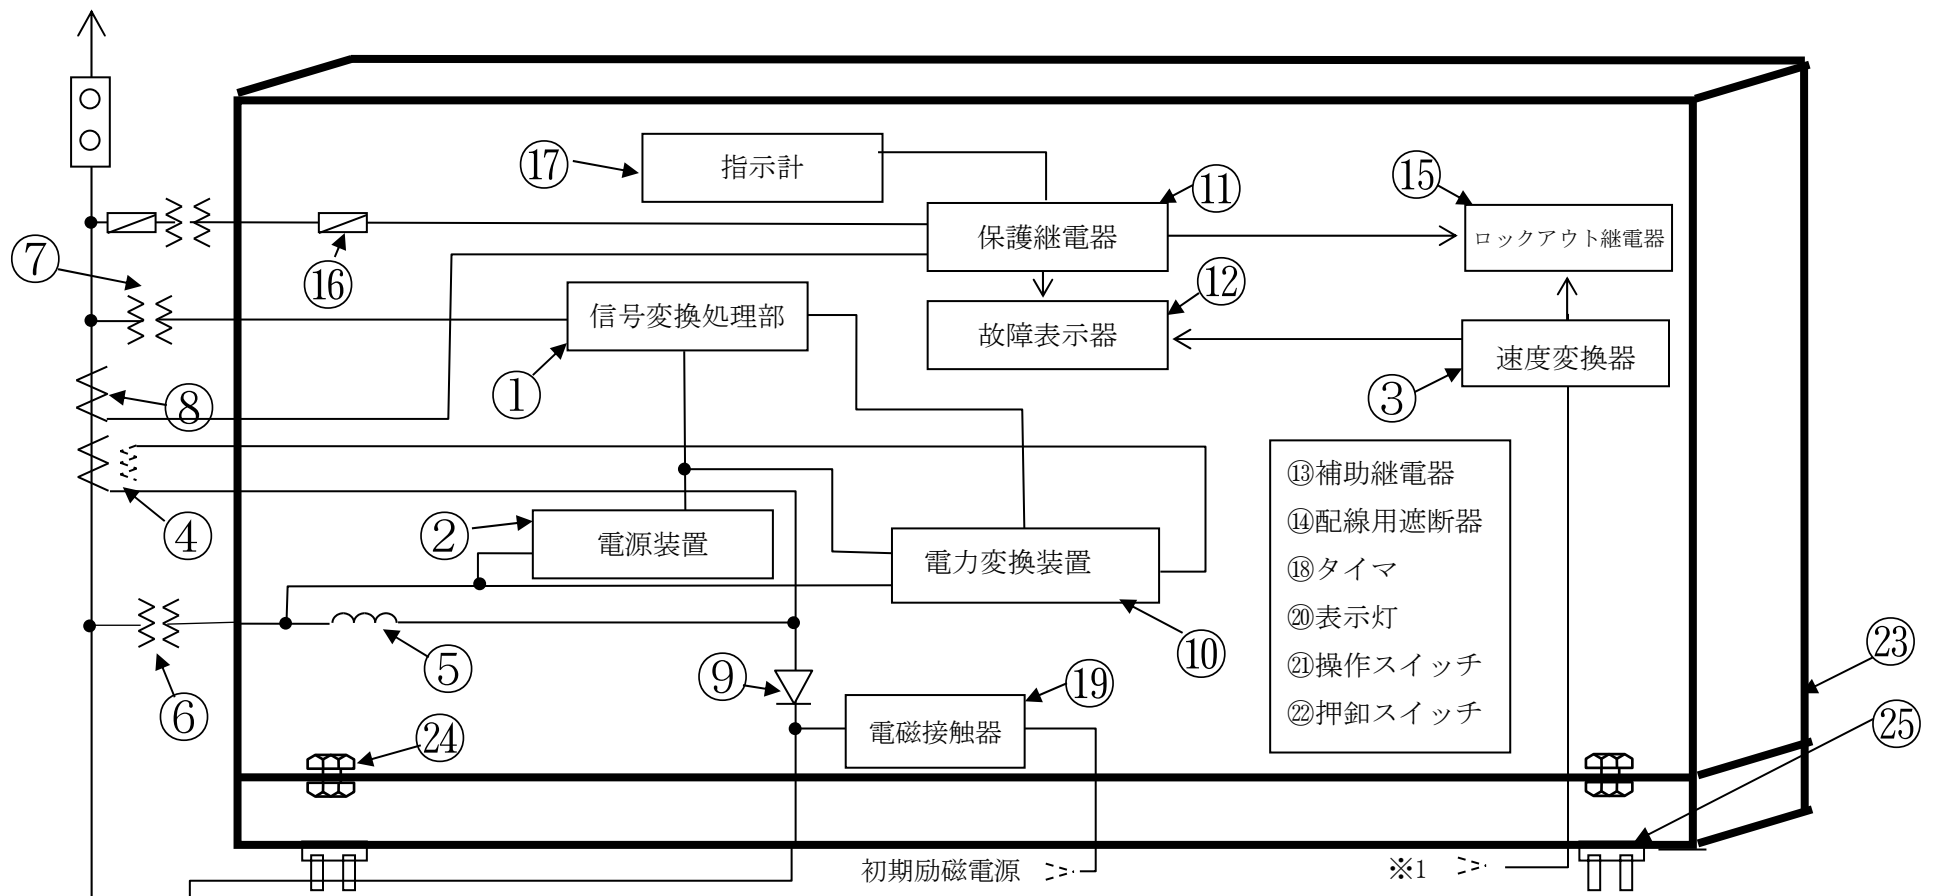 ⑰
指示計
⑪
⑮
保護継電器
ロックアウト継電器
⑦
⑯
⑫
信号変換処理部
故障表示器
速度変換器
①
③
⑧
⑬補助継電器
⑭配線用遮断器
⑱タイマ
⑳表示灯
㉑操作スイッチ
㉒押釦スイッチ
④
②
電源装置
電力変換装置
⑩
⑤
⑥
⑨
⑲
電磁接触器
㉓
㉔
㉕
初期励磁電源
※1